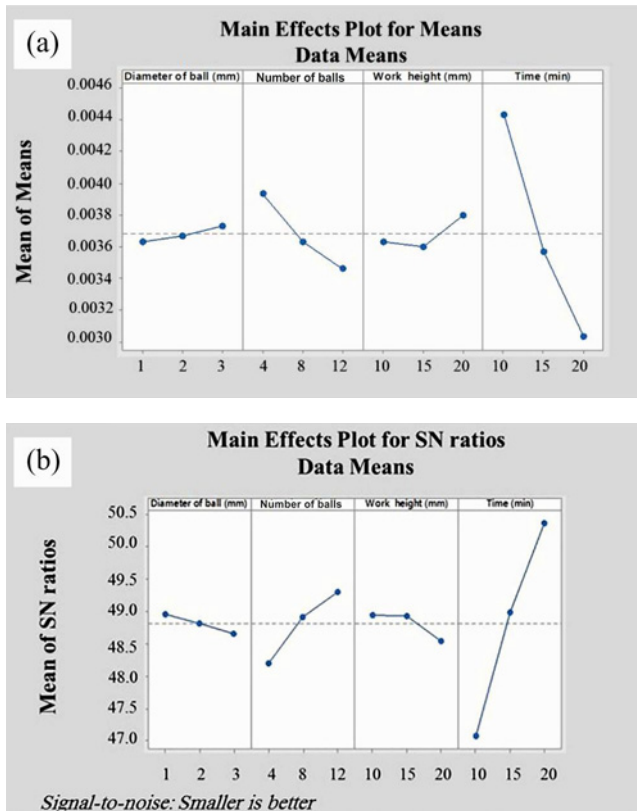 (a)
Main Effects Plot for Means
Data Means
Diameter of ball (mm) Number of balls Work height (mm) Time (min)
Mean of Means
0.0046
0.0044
0.0042
0.0040
0.0038
0.0036
0.0034
0.0032
0.0030
1 2 3 4 8 12 10 15 20 10 15 20
(b)
Main Effects Plot for SN ratios
Data Means
Diameter of ball (mm) Number of balls Work height (mm) Time (min)
Mean of SN ratios
50.5
50.0
49.5
49.0
48.5
48.0
47.5
47.0
1 2 3 4 8 12 10 15 20 10 15 20
Signal-to-noise: Smaller is better